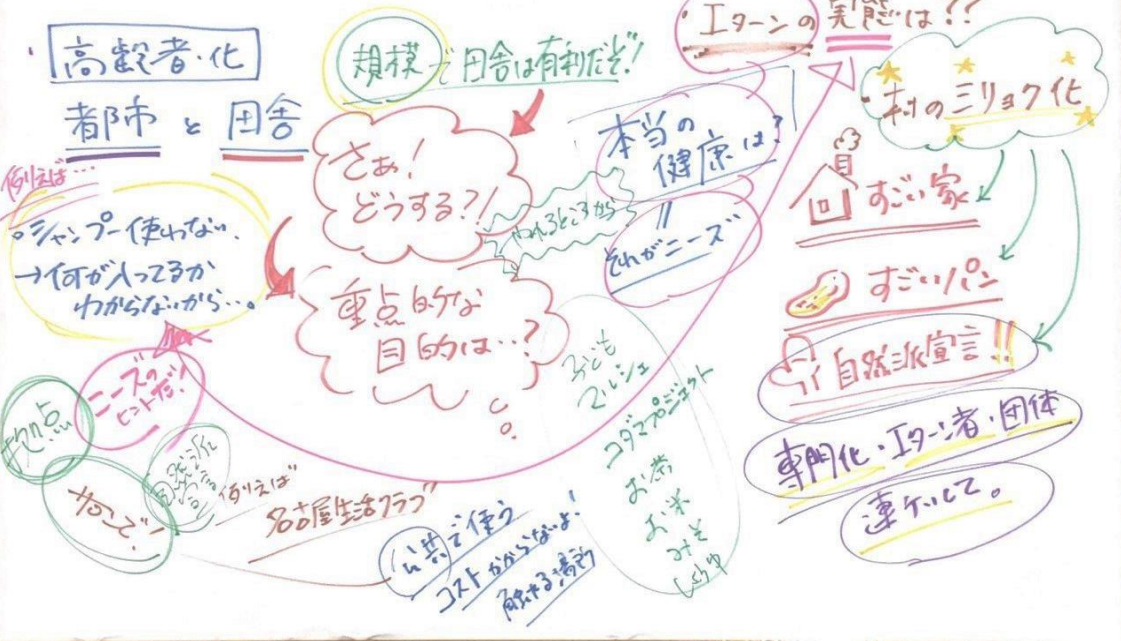 ・高齢者・化
都市と田舎
例えば…
。シャンプー使わない。
→何が入ってるか
わからないから…。
ニーズの
ヒントだ!
拠点
規模で田舎は有利だぞ!
さぁ!
どうする?!
やれるところから
重点的な
目的は…?
・Iターンの実態は??
本当の
健康は?
〃
それがニーズ
・村のミリョク化
すごい家
すごいパン
自然派宣言!!
専門化・Iターン者・団体
連ケイして。
子ども
マルシェ
コダマプロジェクト
お茶
お米
みそ
しょうゆ
例えば
名古屋生活クラブ
公共で使う
コストかからないよ!